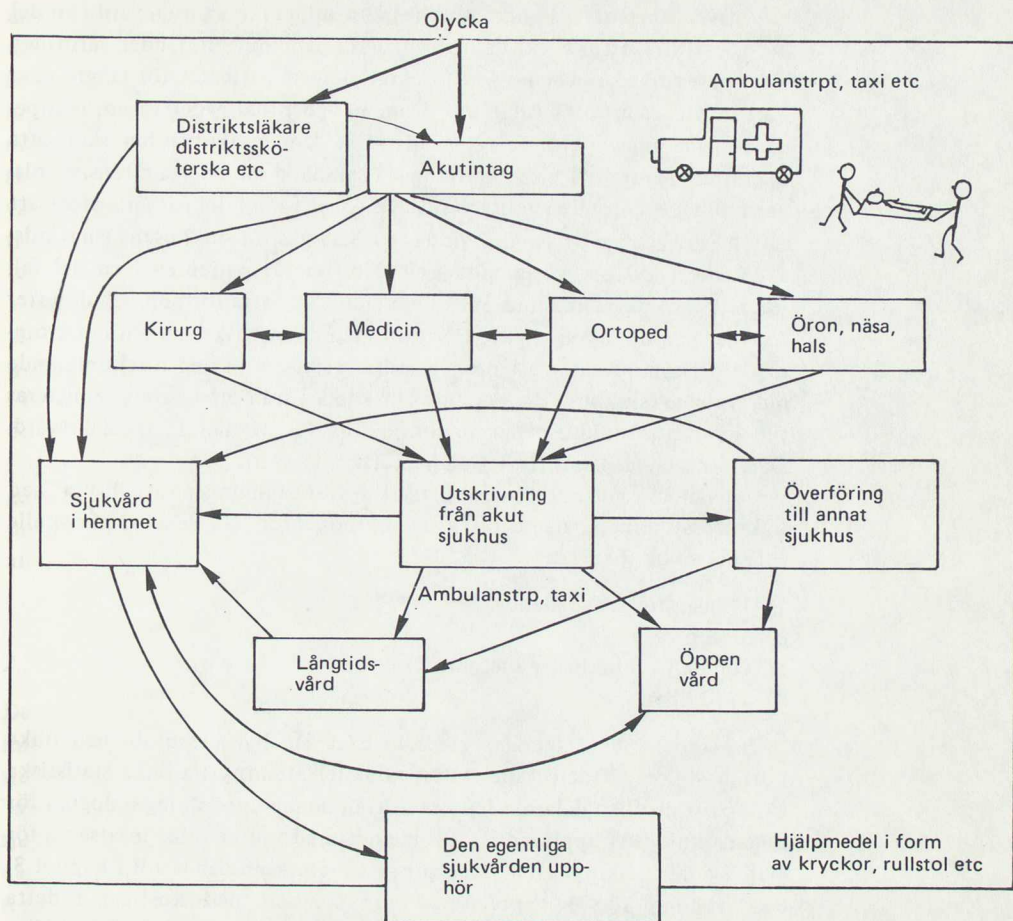 Olycka
Ambulanstrpt, taxi etc
Distriktsläkare
distriktsskö-
terska etc
Akutintag
Kirurg
Medicin
Ortoped
Öron, näsa,
hals
Sjukvård
i hemmet
Utskrivning
från akut
sjukhus
Överföring
till annat
sjukhus
Ambulanstrp, taxi
Långtids-
vård
Öppen
vård
Den egentliga
sjukvården upp-
hör
Hjälpmedel i form
av kryckor, rullstol etc